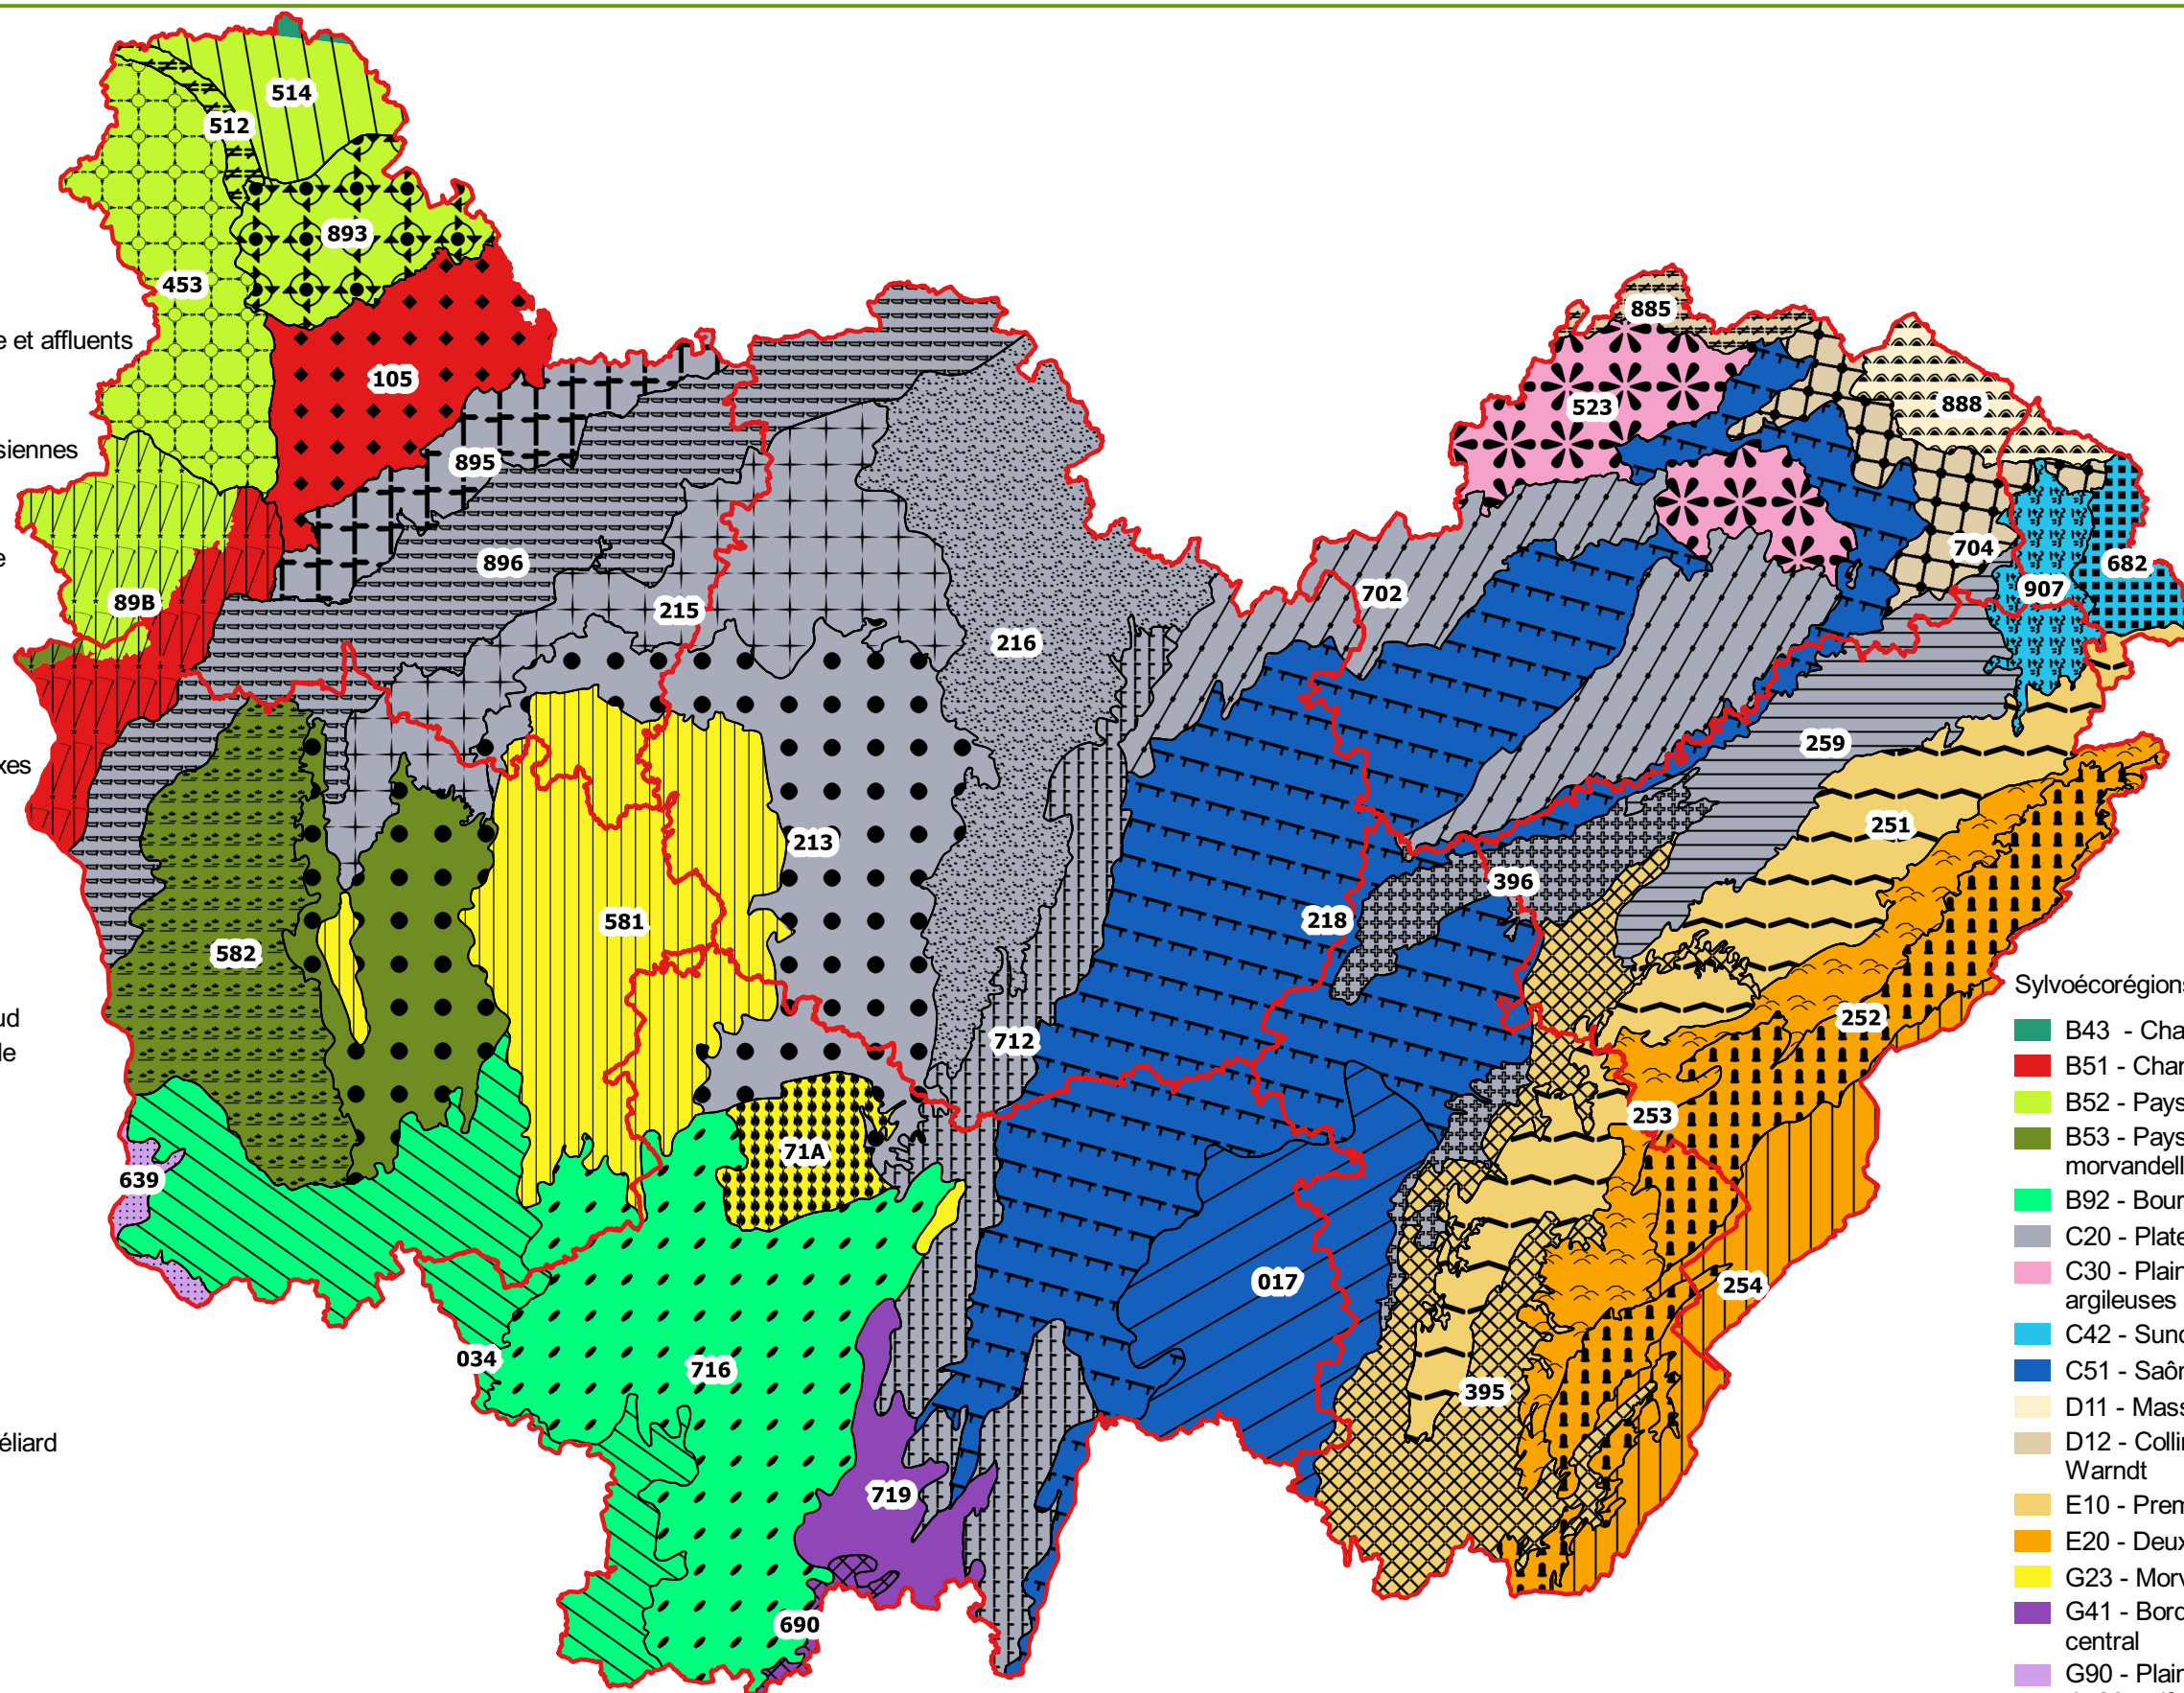 514
512
893
453
e et affluents
105
siennes
895
896
e
89B
215
216
885
523
888
702
704
907
682
xes
259
251
213
396
581
218
582
ud
le
712
252
253
71A
639
017
254
034
716
395
éliard
719
690
Sylvoécorégions
B43 - Cha
B51 - Char
B52 - Pays
B53 - Pays
morvandell
B92 - Bour
C20 - Plate
C30 - Plain
argileuses
C42 - Sund
C51 - Saôn
D11 - Mass
D12 - Collin
Warndt
E10 - Prem
E20 - Deux
G23 - Morv
G41 - Bord
central
G90 - Plain